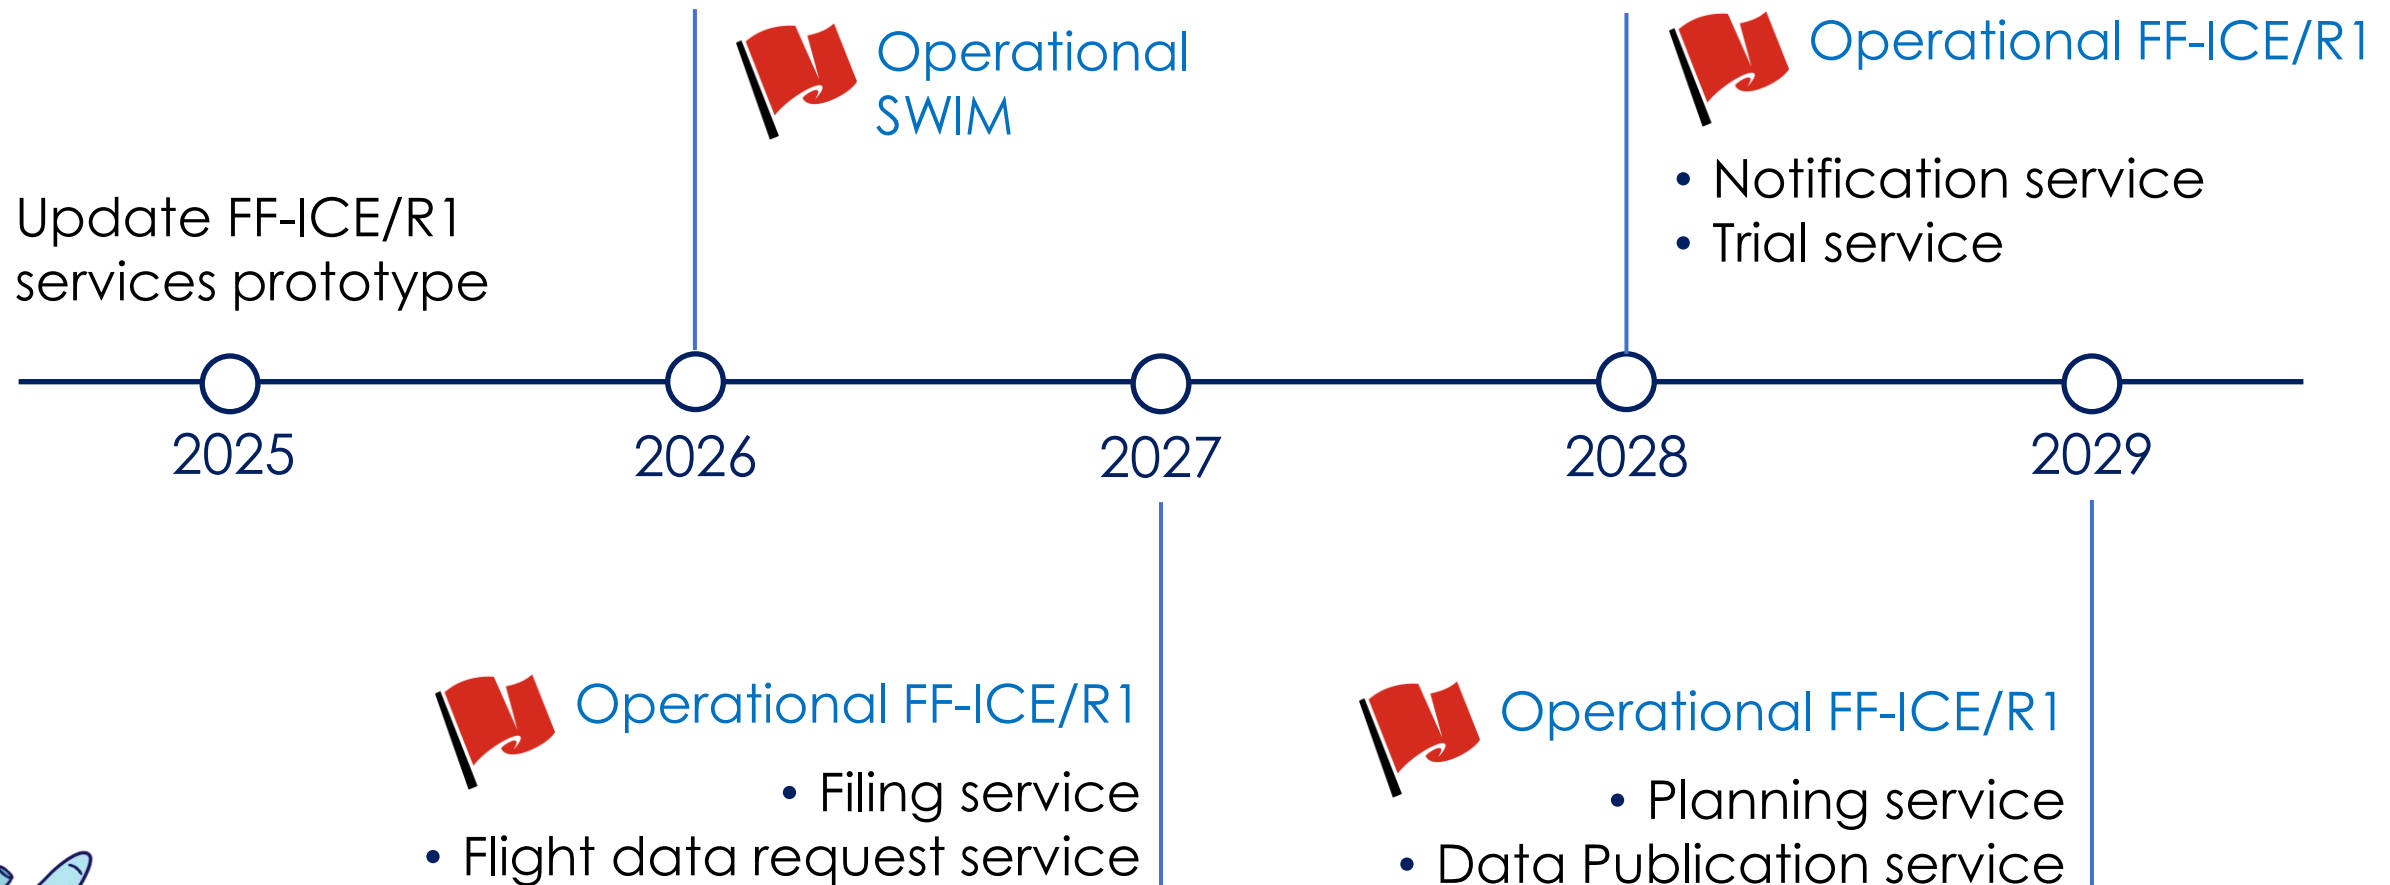 Operational
SWIM
Operational FF-ICE/R1
• Notification service
• Trial service
Update FF-ICE/R1
services prototype
2025
2026
2027
2028
2029
Operational FF-ICE/R1
• Filing service
• Flight data request service
Operational FF-ICE/R1
• Planning service
• Data Publication service